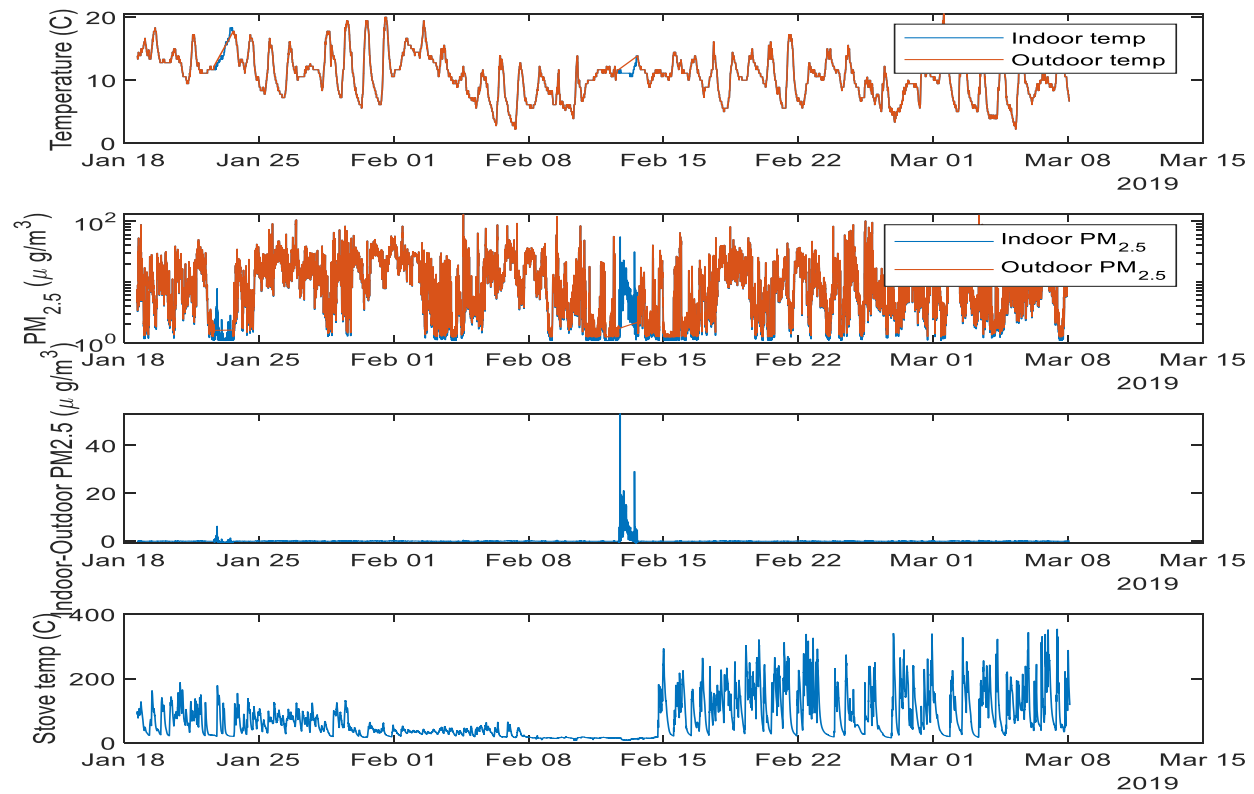 Temperature (C)
20
10
0
Indoor temp
Outdoor temp
Jan 18 Jan 25 Feb 01 Feb 08 Feb 15 Feb 22 Mar 01 Mar 08 Mar 15
2019
PM2.5 (μ g/m3)
10²
10⁰
Indoor PM2.5
Outdoor PM2.5
Jan 18 Jan 25 Feb 01 Feb 08 Feb 15 Feb 22 Mar 01 Mar 08 Mar 15
2019
Indoor-Outdoor PM2.5 (μ g/m3)
40
20
0
Jan 18 Jan 25 Feb 01 Feb 08 Feb 15 Feb 22 Mar 01 Mar 08 Mar 15
2019
Stove temp (C)
400
200
0
Jan 18 Jan 25 Feb 01 Feb 08 Feb 15 Feb 22 Mar 01 Mar 08 Mar 15
2019